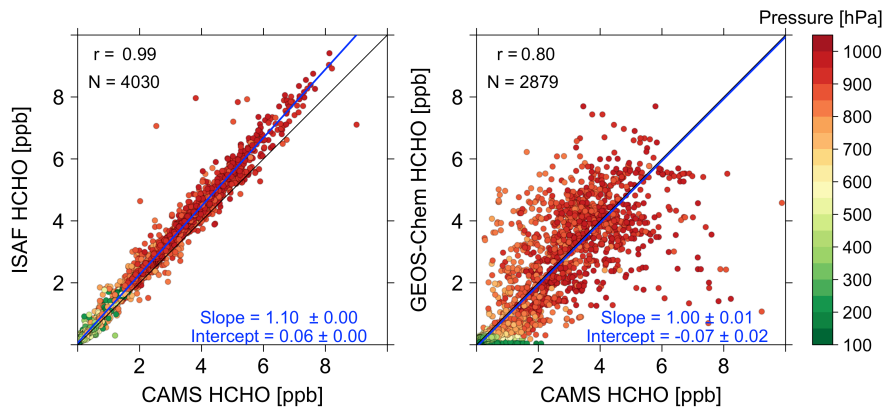 Pressure [hPa]
r = 0.99
N = 4030
ISAF HCHO [ppb]
8
6
4
2
2
4
6
8
Slope = 1.10 ± 0.00
Intercept = 0.06 ± 0.00
CAMS HCHO [ppb]
r = 0.80
N = 2879
GEOS-Chem HCHO [ppb]
8
6
4
2
2
4
6
8
Slope = 1.00 ± 0.01
Intercept = -0.07 ± 0.02
CAMS HCHO [ppb]
1000
900
800
700
600
500
400
300
200
100